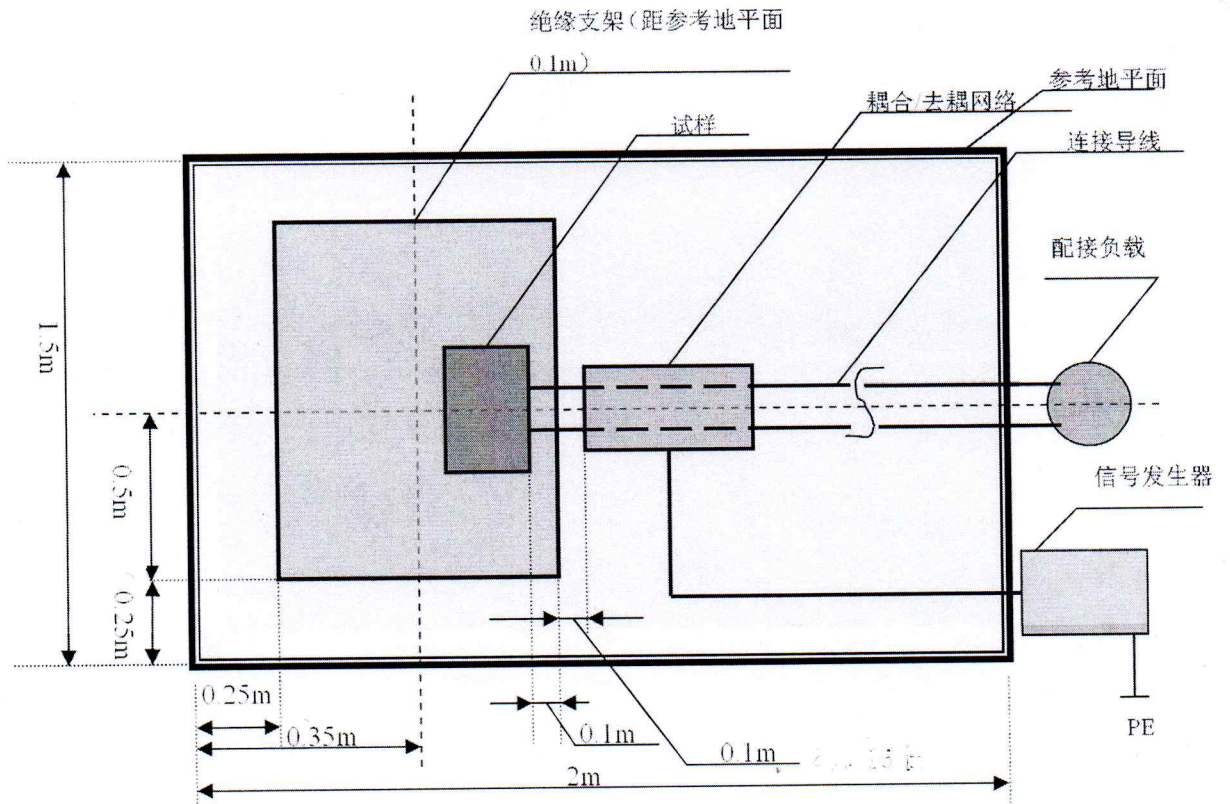 绝缘支架(距参考地平面
0.1m)
参考地平面
耦合/去耦网络
试样
连接导线
配接负载
1.5m
0.5m
信号发生器
0.25m
0.25m
0.35m
0.1m
0.1m
PE
2m